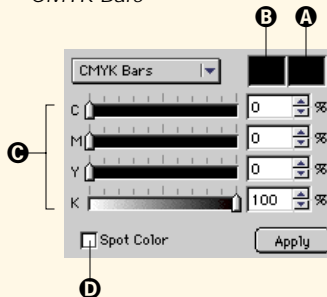 CMYK Bars
B A
CMYK Bars
C 0 %
M 0 %
C
Y 0 %
K 100 %
Spot Color Apply
D